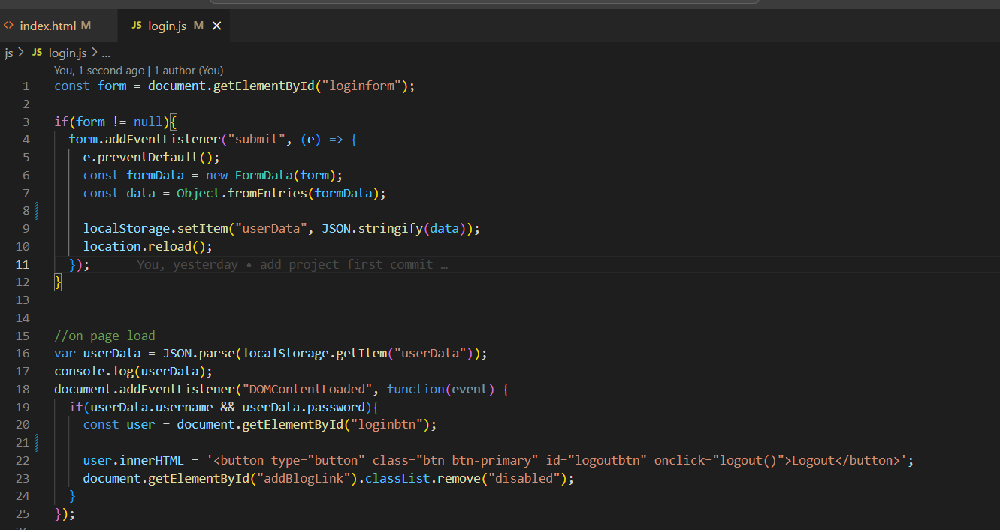 <> index.html M
JS login.js M ×
js > JS login.js > ...
You, 1 second ago | 1 author (You)
1 const form = document.getElementById("loginform");
2
3 if(form != null){
4 form.addEventListener("submit", (e) => {
5 e.preventDefault();
6 const formData = new FormData(form);
7 const data = Object.fromEntries(formData);
8
9 localStorage.setItem("userData", JSON.stringify(data));
10 location.reload();
11 }); You, yesterday • add project first commit …
12 }
13
14
15 //on page load
16 var userData = JSON.parse(localStorage.getItem("userData"));
17 console.log(userData);
18 document.addEventListener("DOMContentLoaded", function(event) {
19 if(userData.username && userData.password){
20 const user = document.getElementById("loginbtn");
21
22 user.innerHTML = '<button type="button" class="btn btn-primary" id="logoutbtn" onclick="logout()">Logout</button>';
23 document.getElementById("addBlogLink").classList.remove("disabled");
24 }
25 });